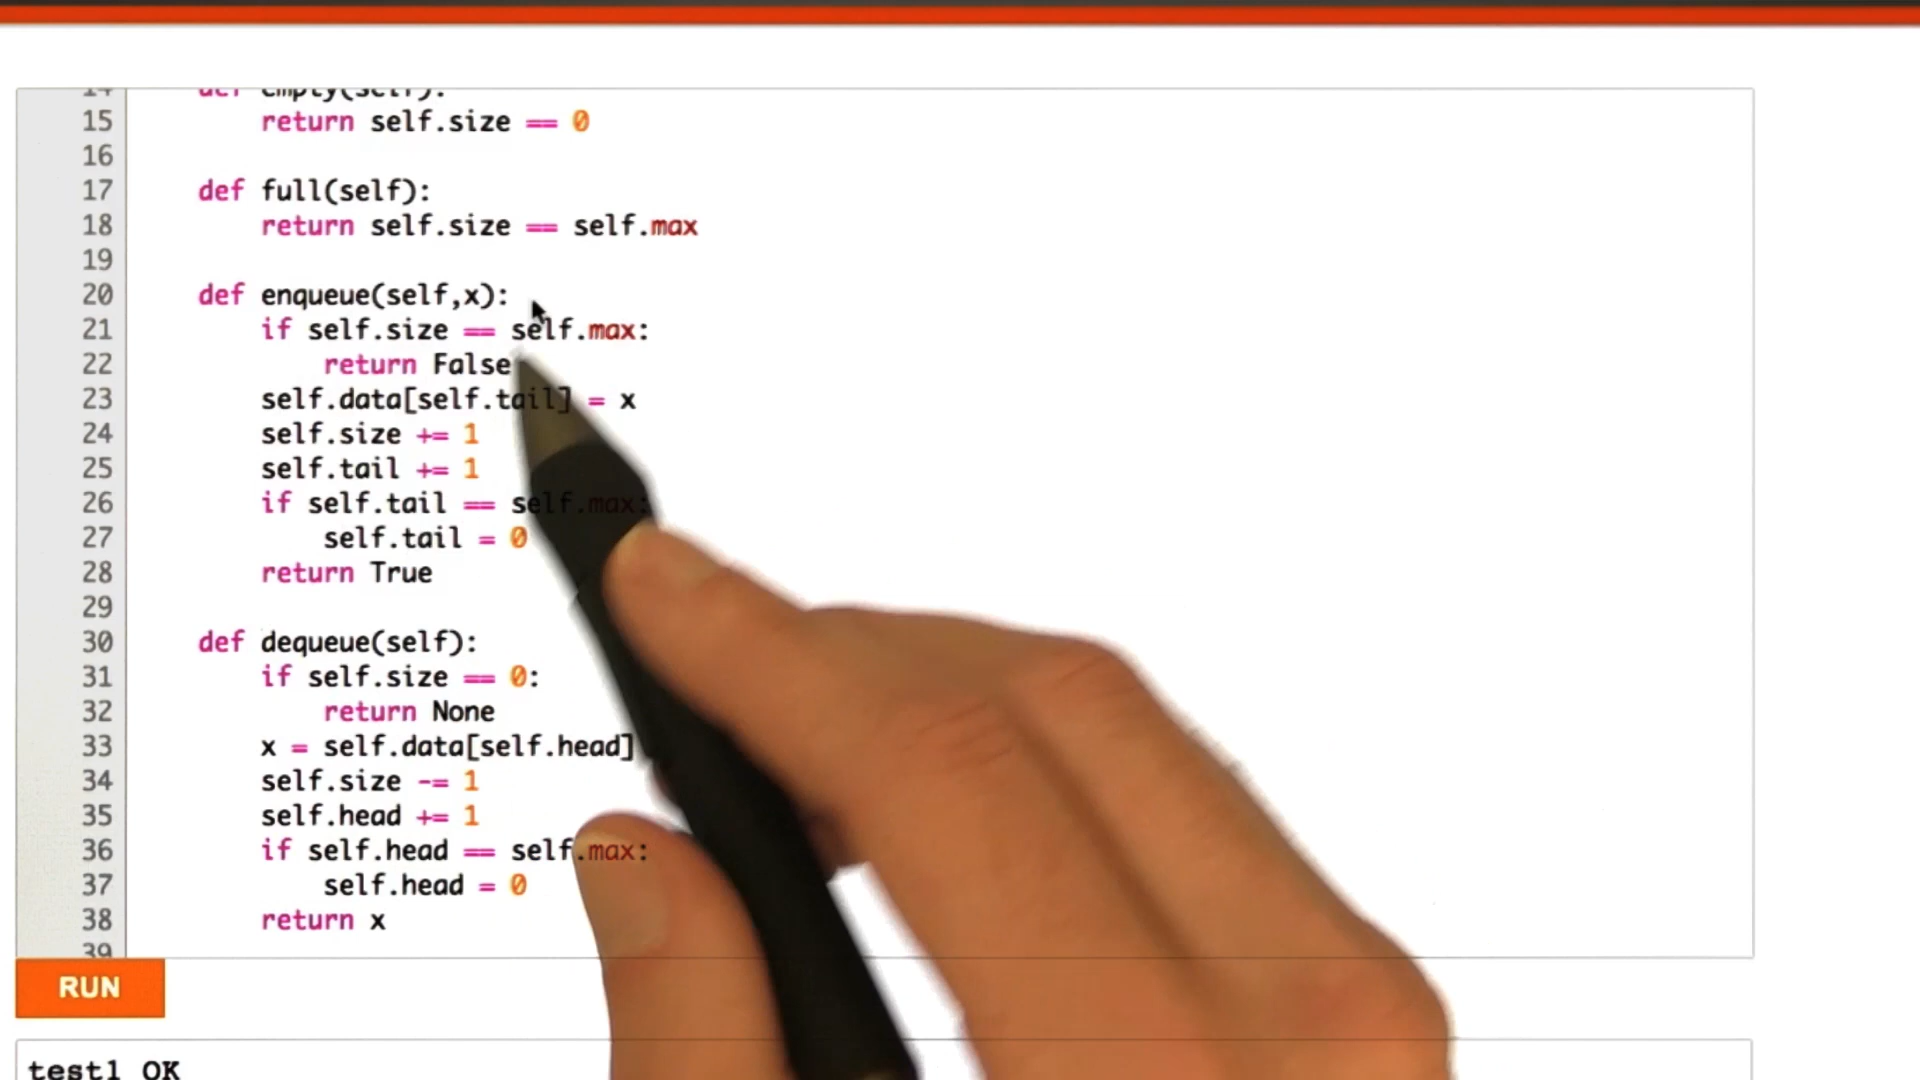 14 def empty(self):
15 return self.size == 0
16
17 def full(self):
18 return self.size == self.max
19
20 def enqueue(self,x):
21 if self.size == self.max:
22 return False
23 self.data[self.tail] = x
24 self.size += 1
25 self.tail += 1
26 if self.tail == self.max:
27 self.tail = 0
28 return True
29
30 def dequeue(self):
31 if self.size == 0:
32 return None
33 x = self.data[self.head]
34 self.size -= 1
35 self.head += 1
36 if self.head == self.max:
37 self.head = 0
38 return x
39
RUN
test1 OK